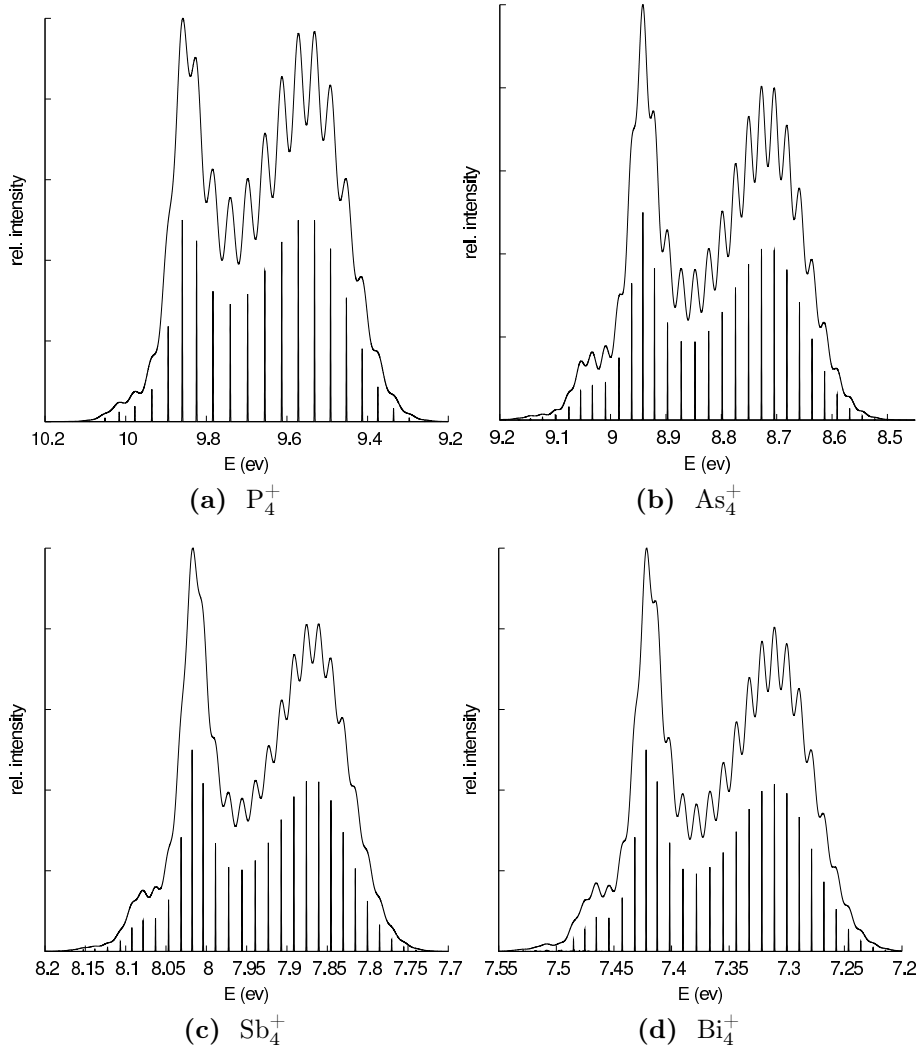 rel. intensity
10.2 10 9.8 9.6 9.4 9.2
E (ev)
(a) P₄⁺
rel. intensity
9.2 9.1 9 8.9 8.8 8.7 8.6 8.5
E (ev)
(b) As₄⁺
rel. intensity
8.2 8.15 8.1 8.05 8 7.95 7.9 7.85 7.8 7.75 7.7
E (ev)
(c) Sb₄⁺
rel. intensity
7.55 7.5 7.45 7.4 7.35 7.3 7.25 7.2
E (ev)
(d) Bi₄⁺